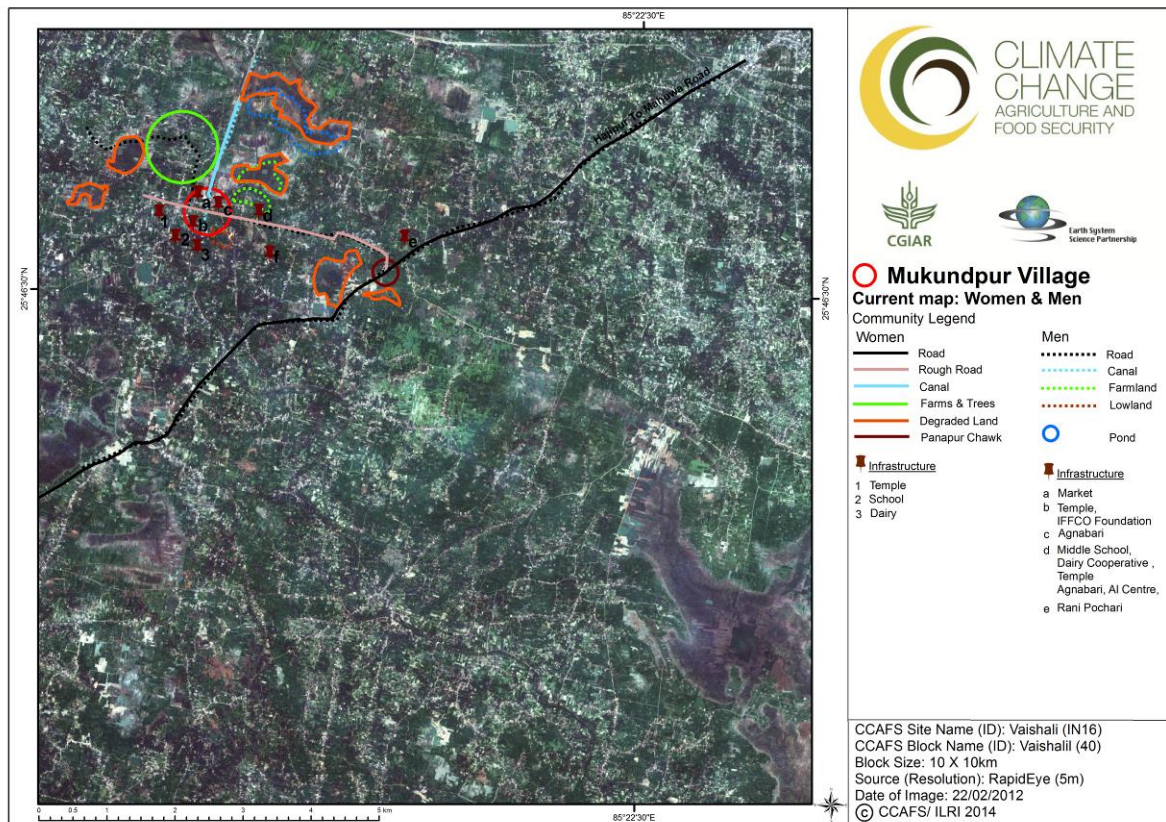 85°22'30"E
25°46'30"N
Hajipur To Mahuwa Road
a
c
1
b
d
2
3
f
e
25°46'30"N
0 0.5 1 2 3 4 5 km
85°22'30"E
CLIMATE
CHANGE
AGRICULTURE AND
FOOD SECURITY
CGIAR
Earth System
Science Partnership
Mukundpur Village
Current map: Women & Men
Community Legend
Women
Road
Rough Road
Canal
Farms & Trees
Degraded Land
Panapur Chawk
Infrastructure
1 Temple
2 School
3 Dairy
Men
Road
Canal
Farmland
Lowland
Pond
Infrastructure
a Market
b Temple,
IFFCO Foundation
c Agnabari
d Middle School,
Dairy Cooperative ,
Temple
Agnabari, AI Centre,
e Rani Pochari
CCAFS Site Name (ID): Vaishali (IN16)
CCAFS Block Name (ID): Vaishalil (40)
Block Size: 10 X 10km
Source (Resolution): RapidEye (5m)
Date of Image: 22/02/2012
© CCAFS/ ILRI 2014